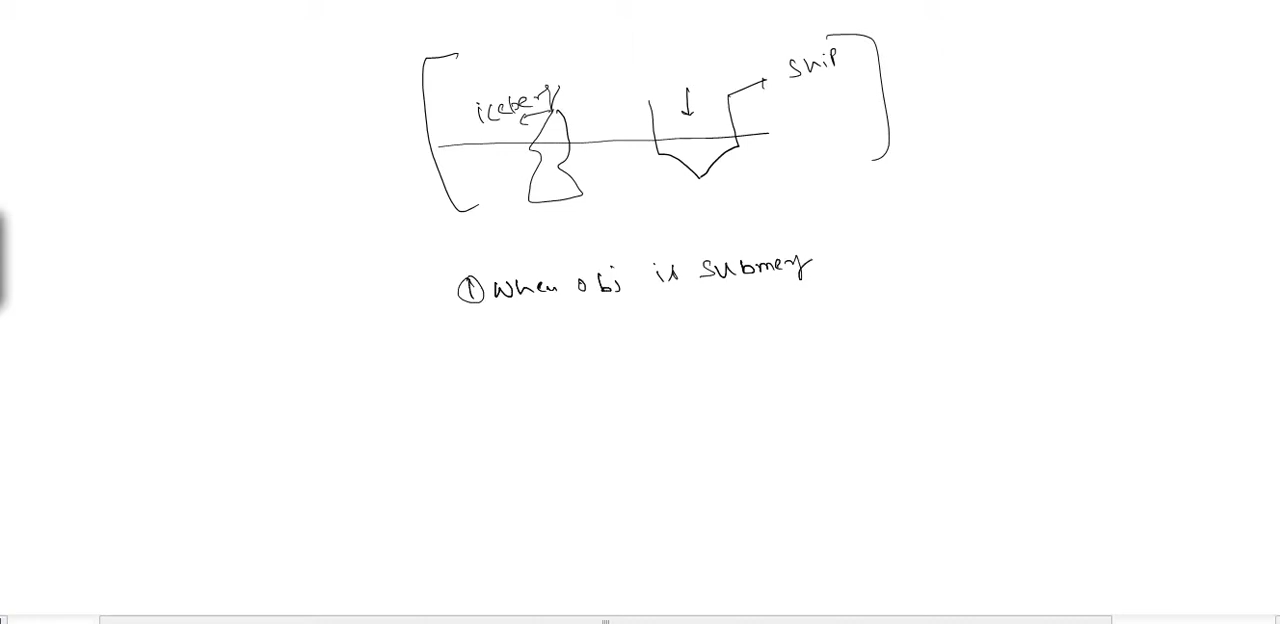 iceberg
ship
① When obj is submerg